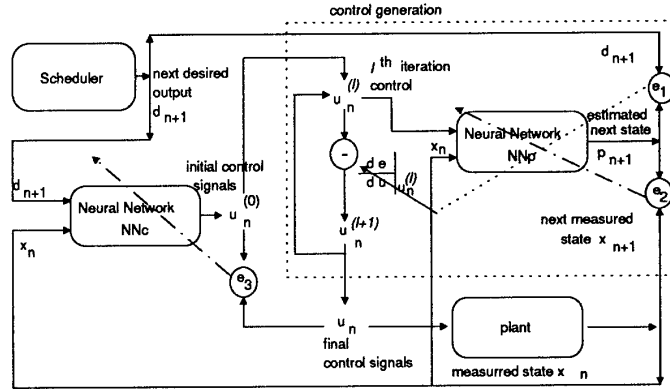 control generation
Scheduler
next desired
output
d n+1
l th iteration
control
u n (l)
d n+1
e1
Neural Network
NNp
estimated
next state
p n+1
x n
-
d e
d u
u n (l)
e2
initial control
signals
d n+1
Neural Network
NNc
u n (0)
x n
u n (l+1)
next measured
state x n+1
e3
u n
final
control signals
plant
measurred state x n